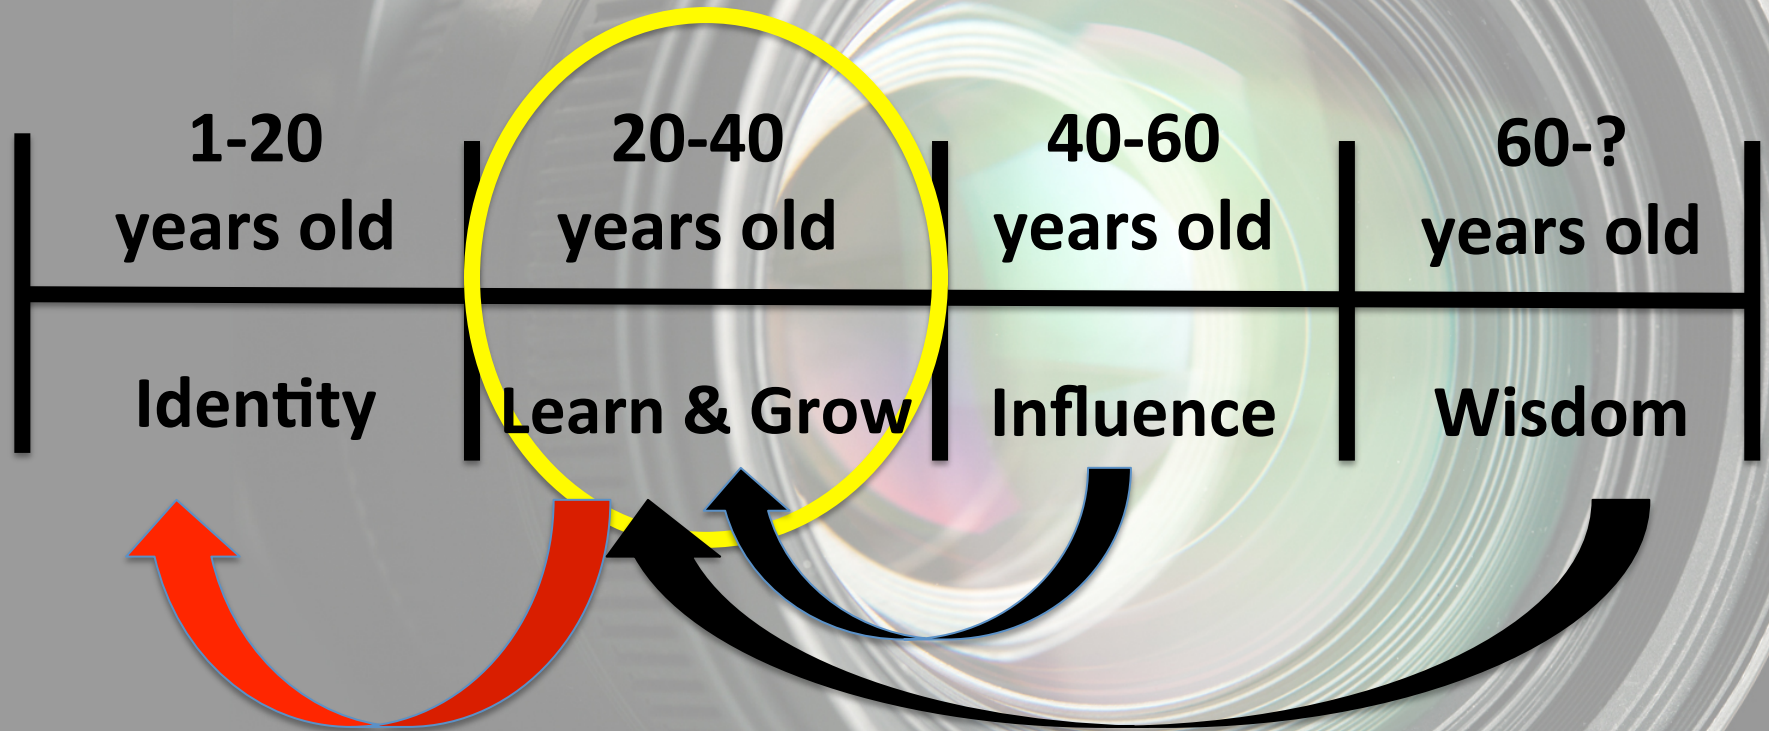 1-20
years old
20-40
years old
40-60
years old
60-?
years old
Identity
Learn & Grow
Influence
Wisdom